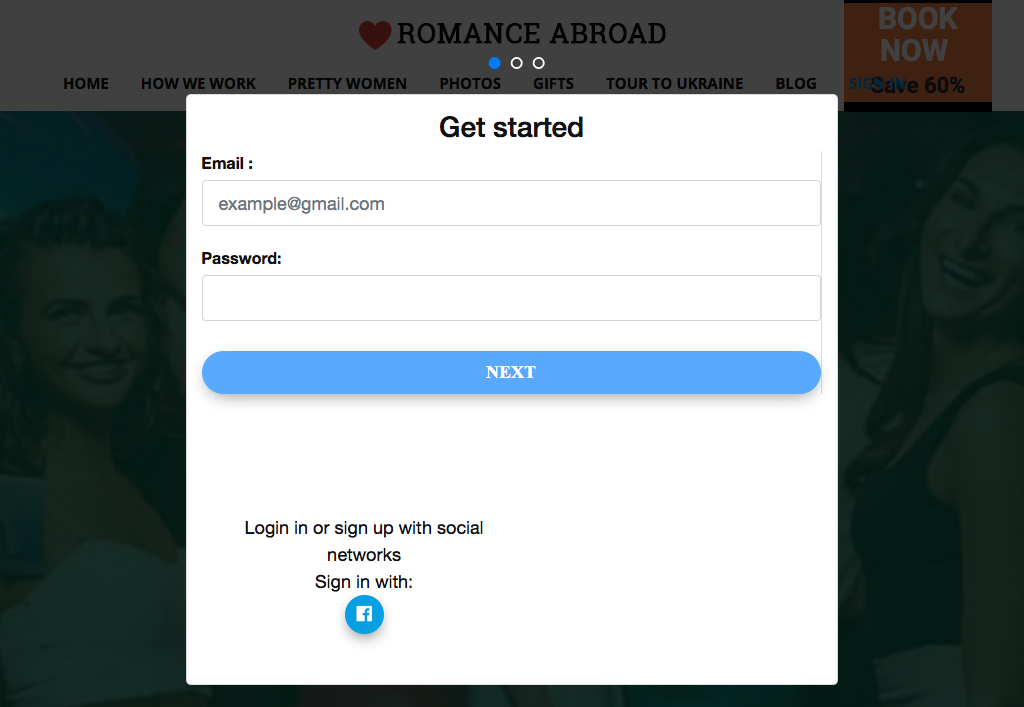 ROMANCE ABROAD
BOOK
NOW
Save 60%
HOME HOW WE WORK PRETTY WOMEN PHOTOS GIFTS TOUR TO UKRAINE BLOG SIGN IN
Get started
Email :
example@gmail.com
Password:
NEXT
Login in or sign up with social
networks
Sign in with: